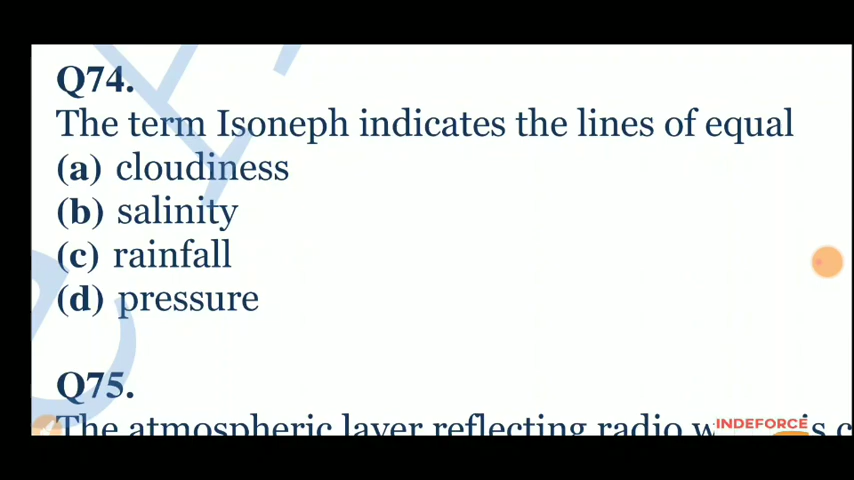 Q74.
The term Isoneph indicates the lines of equal
(a) cloudiness
(b) salinity
(c) rainfall
(d) pressure
Q75.
The atmospheric layer reflecting radio
INDEFORCE